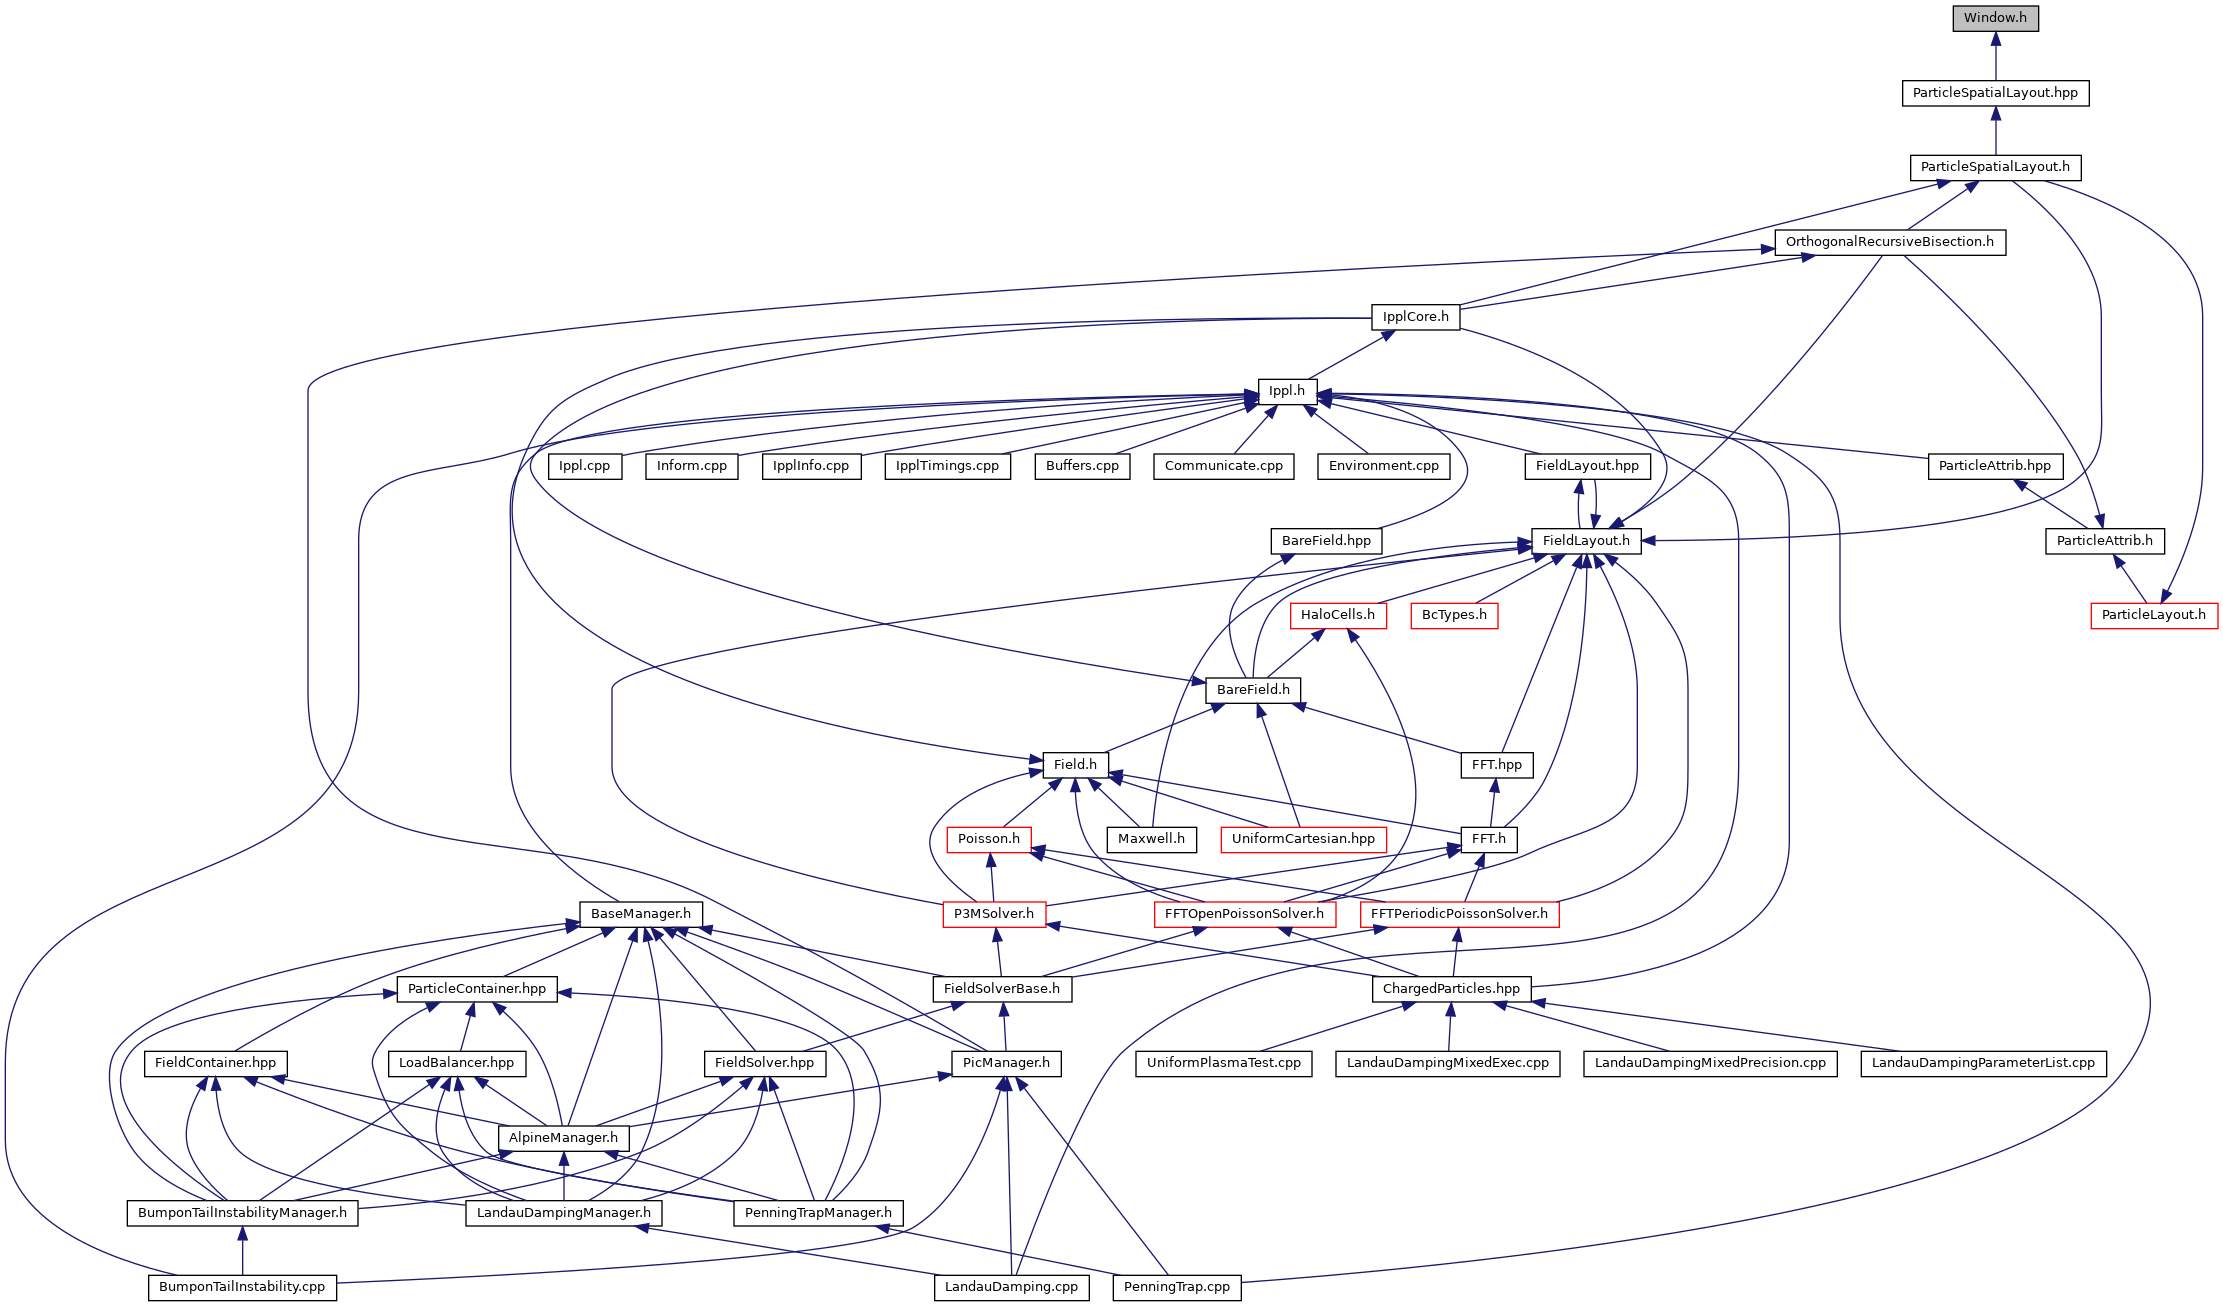 Window.h
ParticleSpatialLayout.hpp
ParticleSpatialLayout.h
OrthogonalRecursiveBisection.h
IpplCore.h
Ippl.h
Ippl.cpp
Inform.cpp
IpplInfo.cpp
IpplTimings.cpp
Buffers.cpp
Communicate.cpp
Environment.cpp
FieldLayout.hpp
ParticleAttrib.hpp
BareField.hpp
FieldLayout.h
ParticleAttrib.h
HaloCells.h
BcTypes.h
ParticleLayout.h
BareField.h
Field.h
FFT.hpp
Poisson.h
Maxwell.h
UniformCartesian.hpp
FFT.h
BaseManager.h
P3MSolver.h
FFTOpenPoissonSolver.h
FFTPeriodicPoissonSolver.h
ParticleContainer.hpp
FieldSolverBase.h
ChargedParticles.hpp
FieldContainer.hpp
LoadBalancer.hpp
FieldSolver.hpp
PicManager.h
UniformPlasmaTest.cpp
LandauDampingMixedExec.cpp
LandauDampingMixedPrecision.cpp
LandauDampingParameterList.cpp
AlpineManager.h
BumponTailInstabilityManager.h
LandauDampingManager.h
PenningTrapManager.h
BumponTailInstability.cpp
LandauDamping.cpp
PenningTrap.cpp